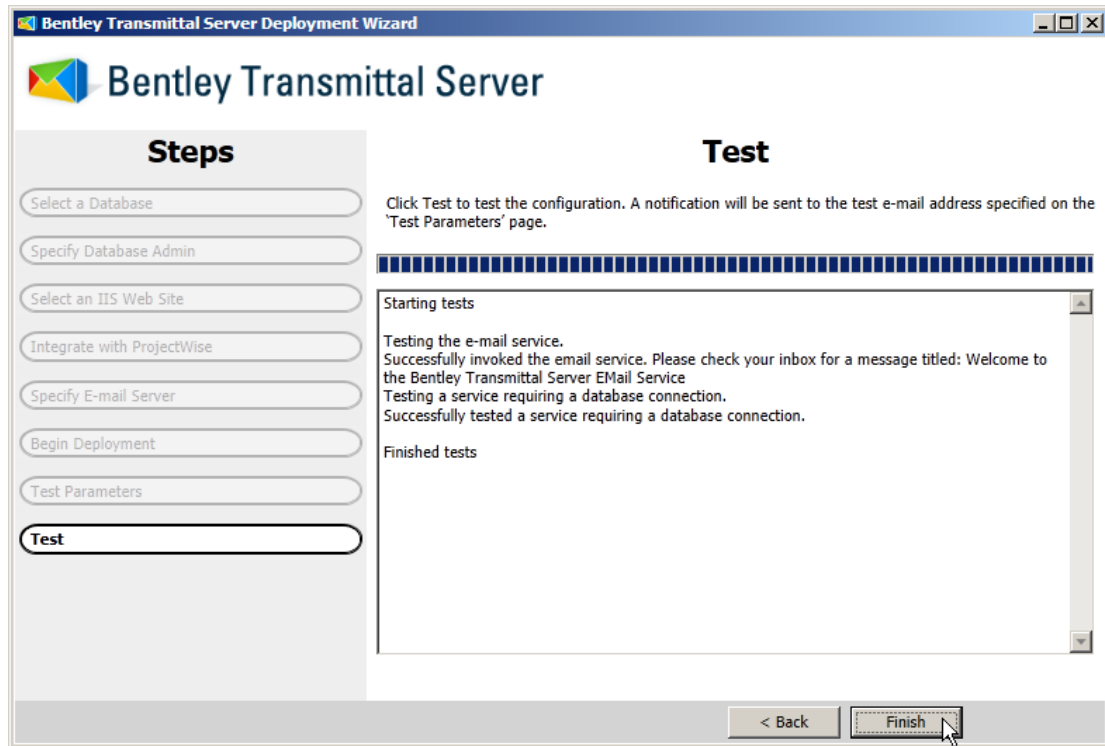 Bentley Transmittal Server Deployment Wizard
Bentley Transmittal Server
Steps
Select a Database
Specify Database Admin
Select an IIS Web Site
Integrate with ProjectWise
Specify E-mail Server
Begin Deployment
Test Parameters
Test
Test
Click Test to test the configuration. A notification will be sent to the test e-mail address specified on the
‘Test Parameters’ page.
Starting tests
Testing the e-mail service.
Successfully invoked the email service. Please check your inbox for a message titled: Welcome to
the Bentley Transmittal Server EMail Service
Testing a service requiring a database connection.
Successfully tested a service requiring a database connection.
Finished tests
< Back
Finish